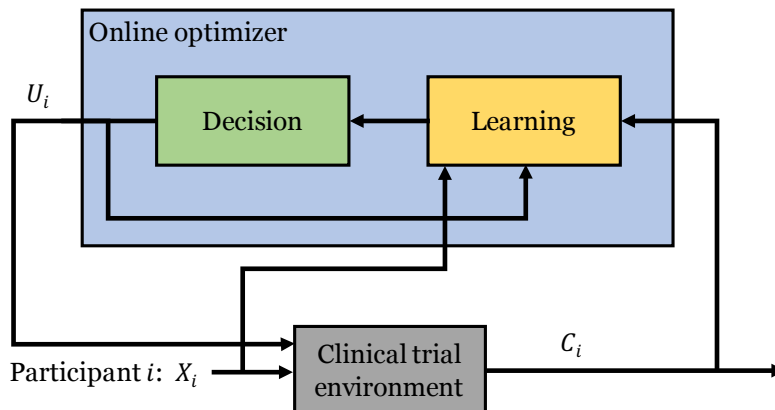 Online optimizer
U_i
Decision
Learning
C_i
Participant i: X_i
Clinical trial
environment